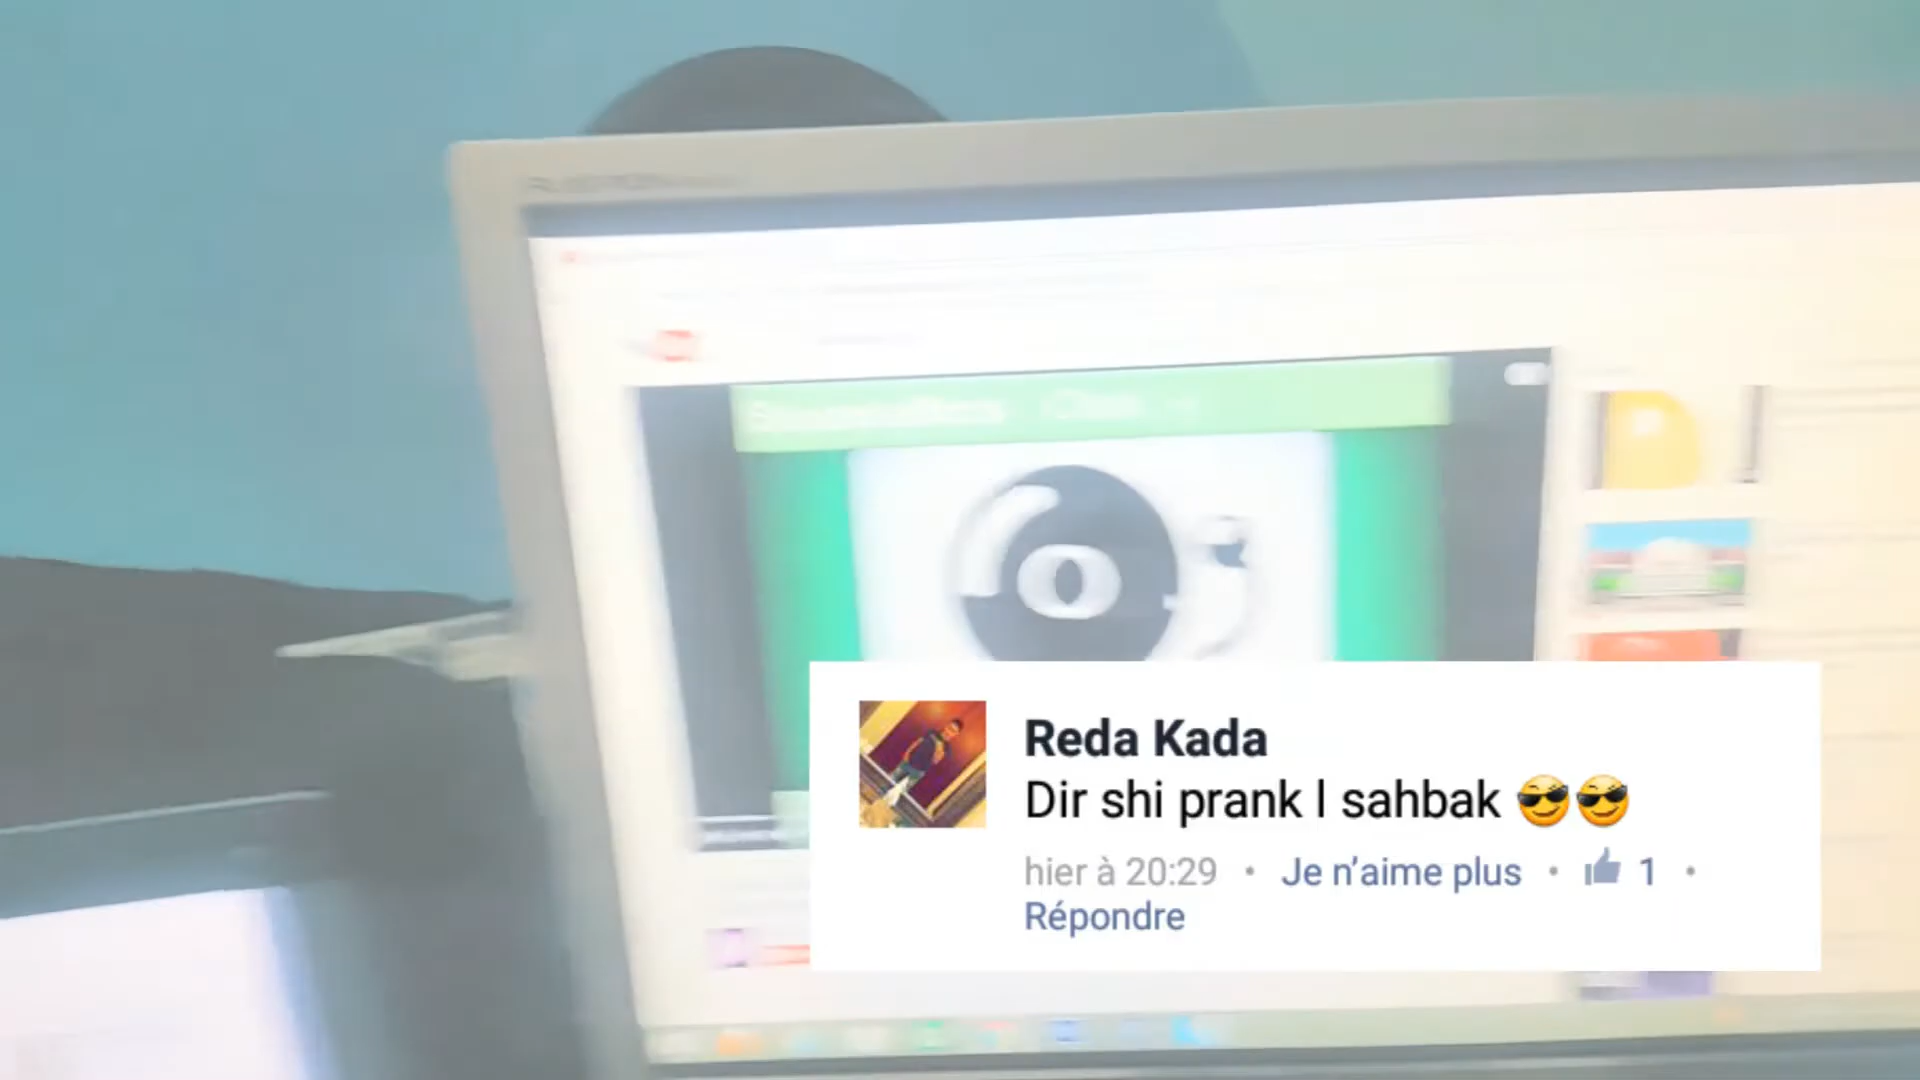 Reda Kada
Dir shi prank l sahbak 😎😎
hier à 20:29 • Je n’aime plus • 1 •
Répondre